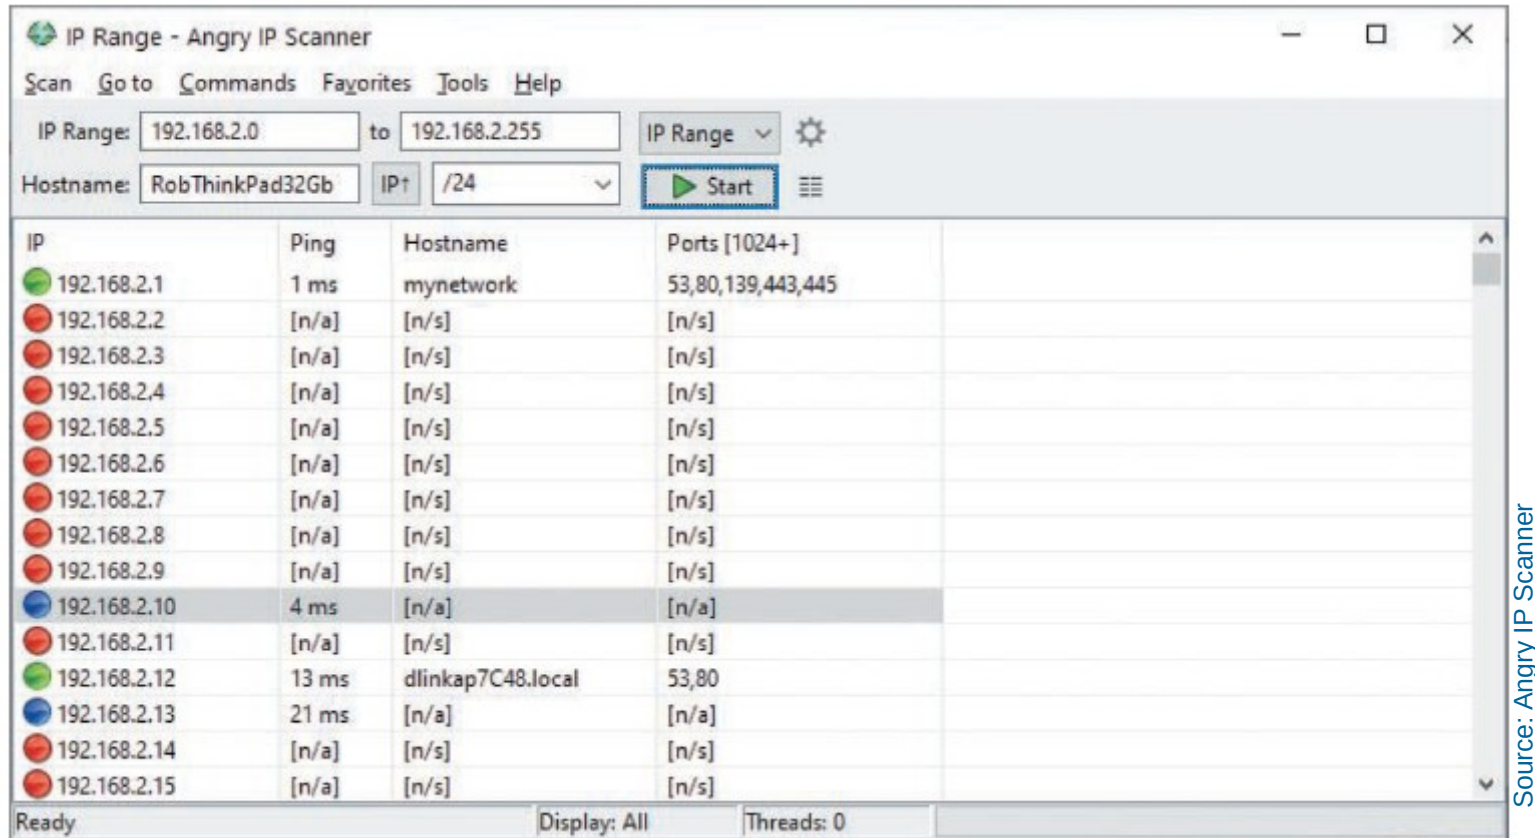 IP Range - Angry IP Scanner
Scan Go to Commands Favorites Tools Help
IP Range: 192.168.2.0 to 192.168.2.255 IP Range
Hostname: RobThinkPad32Gb IP↑ /24 Start
IP Ping Hostname Ports [1024+]
192.168.2.1 1 ms mynetwork 53,80,139,443,445
192.168.2.2 [n/a] [n/s] [n/s]
192.168.2.3 [n/a] [n/s] [n/s]
192.168.2.4 [n/a] [n/s] [n/s]
192.168.2.5 [n/a] [n/s] [n/s]
192.168.2.6 [n/a] [n/s] [n/s]
192.168.2.7 [n/a] [n/s] [n/s]
192.168.2.8 [n/a] [n/s] [n/s]
192.168.2.9 [n/a] [n/s] [n/s]
192.168.2.10 4 ms [n/a] [n/a]
192.168.2.11 [n/a] [n/s] [n/s]
192.168.2.12 13 ms dlinkap7C48.local 53,80
192.168.2.13 21 ms [n/a] [n/a]
192.168.2.14 [n/a] [n/s] [n/s]
192.168.2.15 [n/a] [n/s] [n/s]
Ready Display: All Threads: 0
Source: Angry IP Scanner